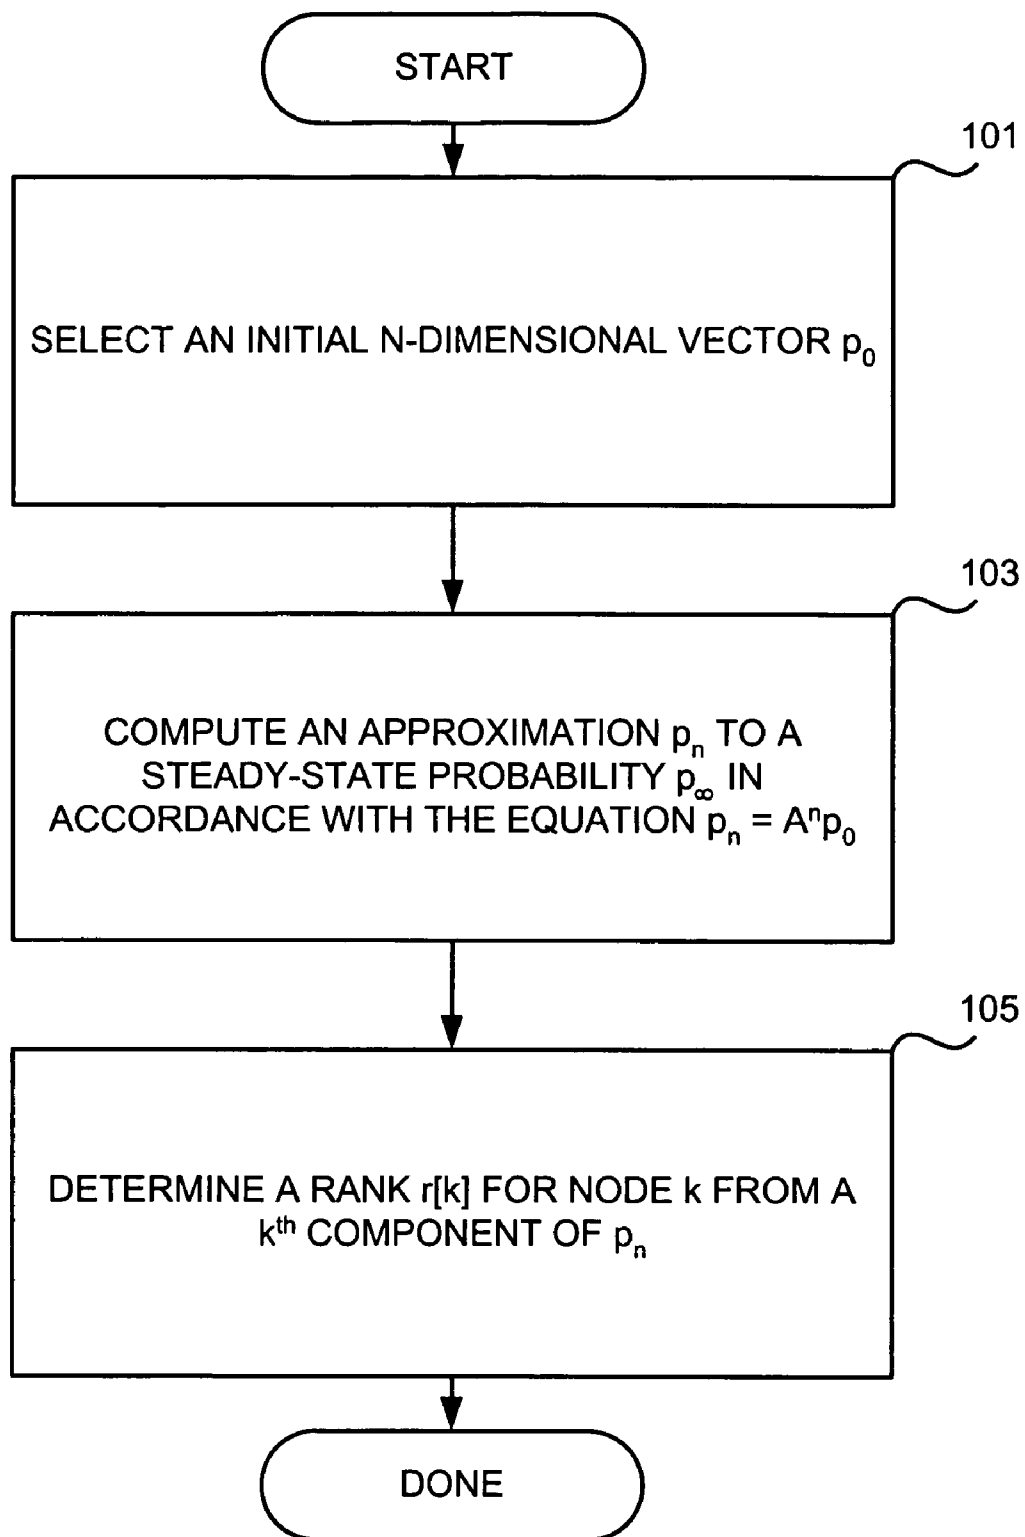 START
101
SELECT AN INITIAL N-DIMENSIONAL VECTOR p₀
103
COMPUTE AN APPROXIMATION pₙ TO A
STEADY-STATE PROBABILITY p∞ IN
ACCORDANCE WITH THE EQUATION pₙ = Aⁿp₀
105
DETERMINE A RANK r[k] FOR NODE k FROM A
kᵗʰ COMPONENT OF pₙ
DONE